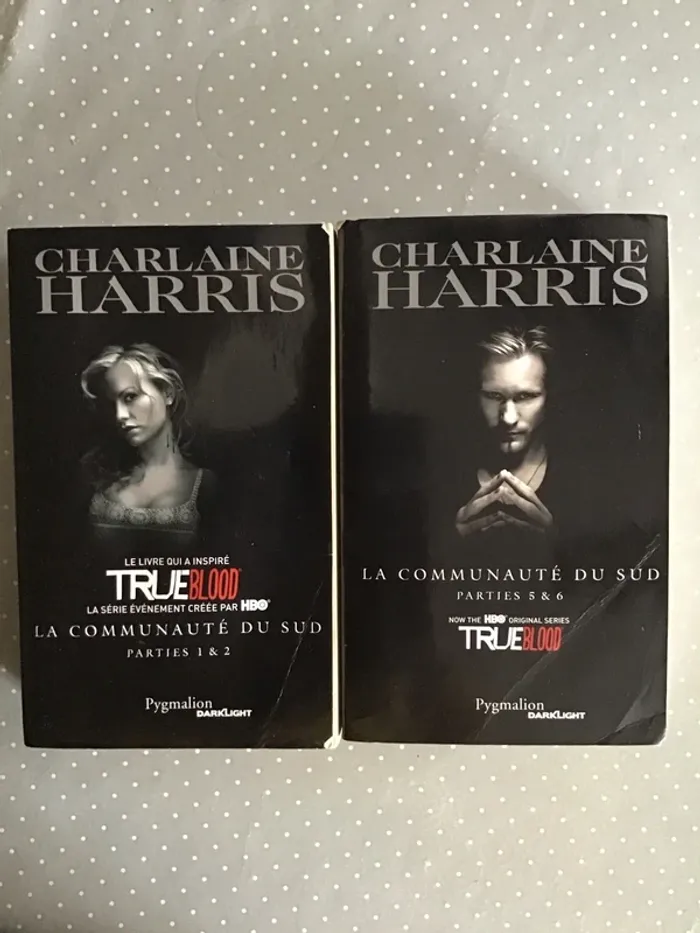 CHARLAINE
HARRIS
LE LIVRE QUI A INSPIRÉ
TRUEBLOOD
LA SÉRIE ÉVÉNEMENT CRÉÉE PAR HBO®
LA COMMUNAUTÉ DU SUD
PARTIES 1 & 2
Pygmalion
DARKLIGHT
CHARLAINE
HARRIS
LA COMMUNAUTÉ DU SUD
PARTIES 5 & 6
NOW THE HBO® ORIGINAL SERIES
TRUEBLOOD
Pygmalion
DARKLIGHT